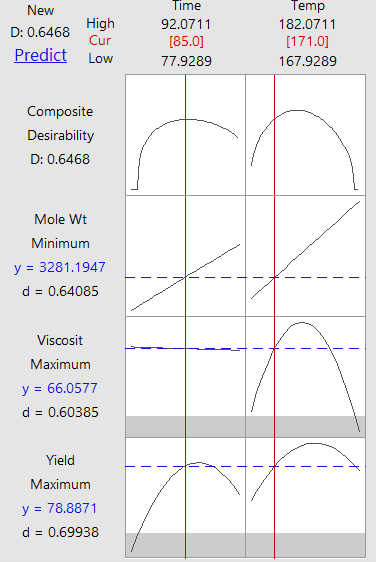 Time Temp
New High 92.0711 182.0711
D: 0.6468 Cur [85.0] [171.0]
Predict Low 77.9289 167.9289
Composite
Desirability
D: 0.6468
Mole Wt
Minimum
y = 3281.1947
d = 0.64085
Viscosit
Maximum
y = 66.0577
d = 0.60385
Yield
Maximum
y = 78.8871
d = 0.69938